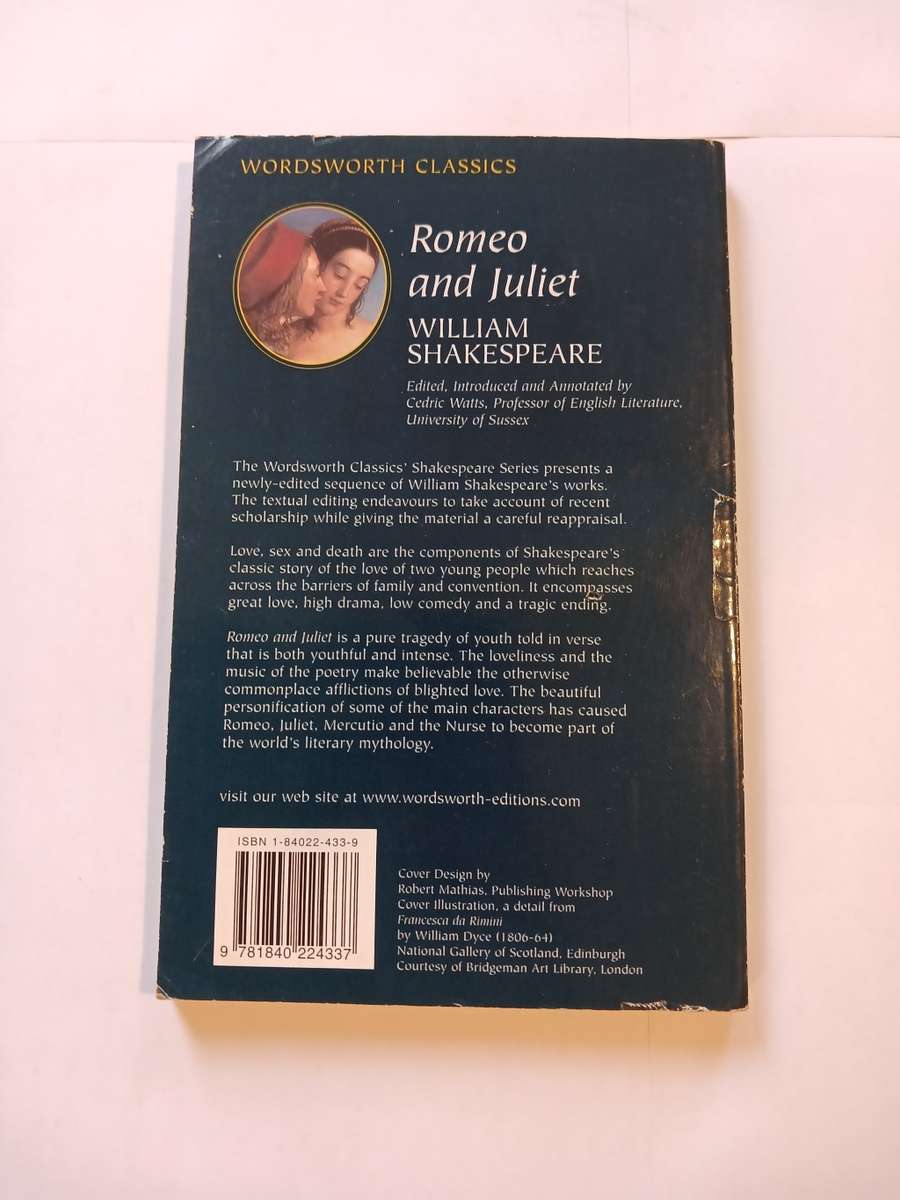 WORDSWORTH CLASSICS
Romeo
and Juliet
WILLIAM
SHAKESPEARE
Edited, Introduced and Annotated by
Cedric Watts, Professor of English Literature,
University of Sussex
The Wordsworth Classics' Shakespeare Series presents a
newly-edited sequence of William Shakespeare's works.
The textual editing endeavours to take account of recent
scholarship while giving the material a careful reappraisal.
Love, sex and death are the components of Shakespeare's
classic story of the love of two young people which reaches
across the barriers of family and convention. It encompasses
great love, high drama, low comedy and a tragic ending.
Romeo and Juliet is a pure tragedy of youth told in verse
that is both youthful and intense. The loveliness and the
music of the poetry make believable the otherwise
commonplace afflictions of blighted love. The beautiful
personification of some of the main characters has caused
Romeo, Juliet, Mercutio and the Nurse to become part of
the world's literary mythology.
visit our web site at www.wordsworth-editions.com
ISBN 1-84022-433-9
9 781840 224337
Cover Design by
Robert Mathias, Publishing Workshop
Cover Illustration, a detail from
Francesca da Rimini
by William Dyce (1806-64)
National Gallery of Scotland, Edinburgh
Courtesy of Bridgeman Art Library, London